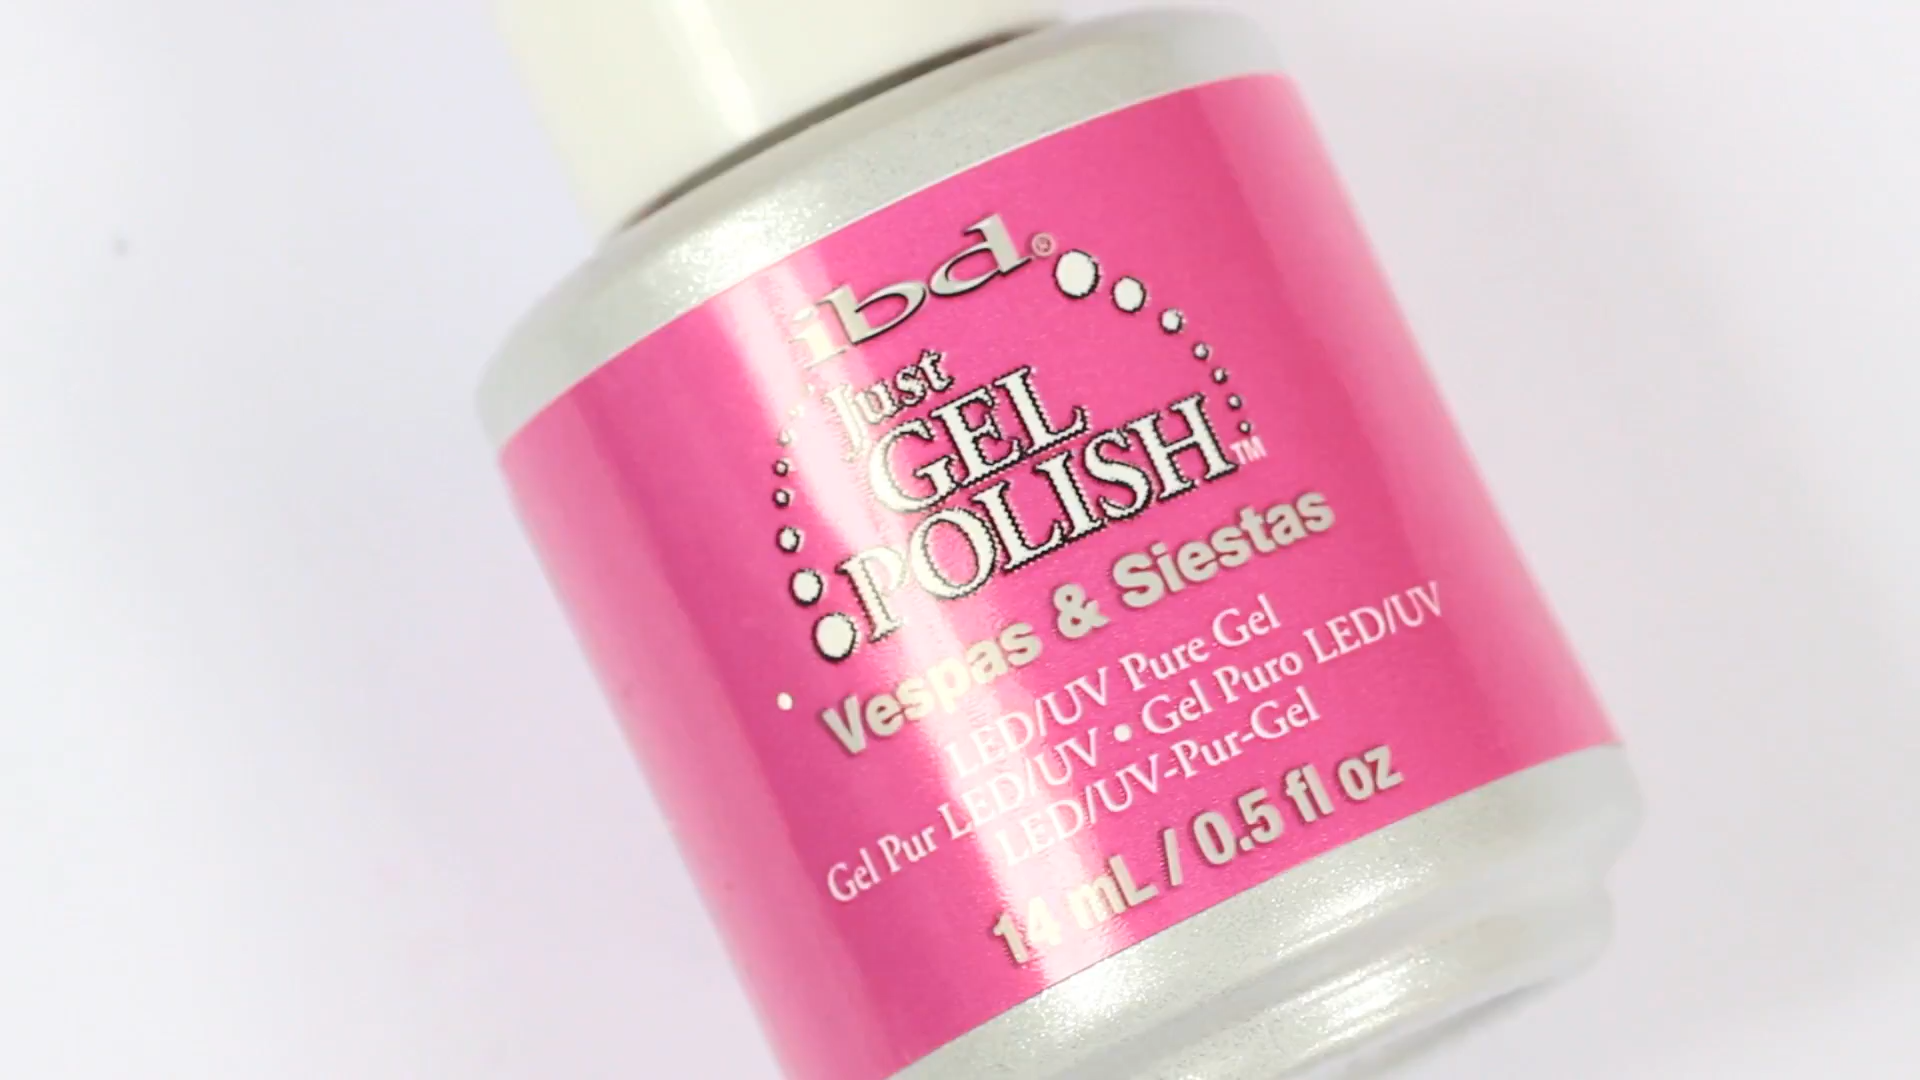 ibd®
Just
GEL
POLISH™
Vespas & Siestas
LED/UV Pure Gel
Gel Pur LED/UV • Gel Puro LED/UV
LED/UV-Pur-Gel
14 mL / 0.5 fl oz